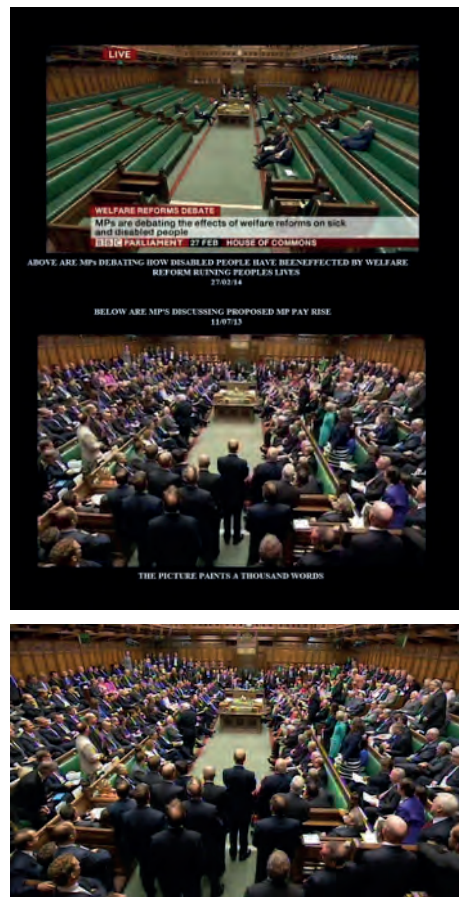 LIVE
WELFARE REFORMS DEBATE
MPs are debating the effects of welfare reforms on sick
and disabled people
BBC PARLIAMENT 27 FEB HOUSE OF COMMONS
ABOVE ARE MPs DEBATING HOW DISABLED PEOPLE HAVE BEENEFFECTED BY WELFARE
REFORM RUINING PEOPLES LIVES
27/02/14
BELOW ARE MP'S DISCUSSING PROPOSED MP PAY RISE
11/07/13
THE PICTURE PAINTS A THOUSAND WORDS